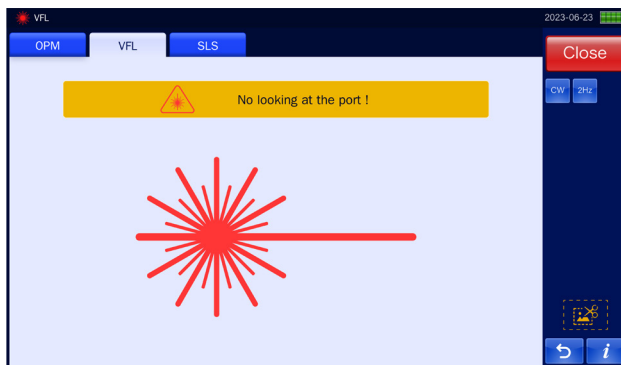 VFL
2023-06-23
OPM
VFL
SLS
Close
No looking at the port !
CW
2Hz
i